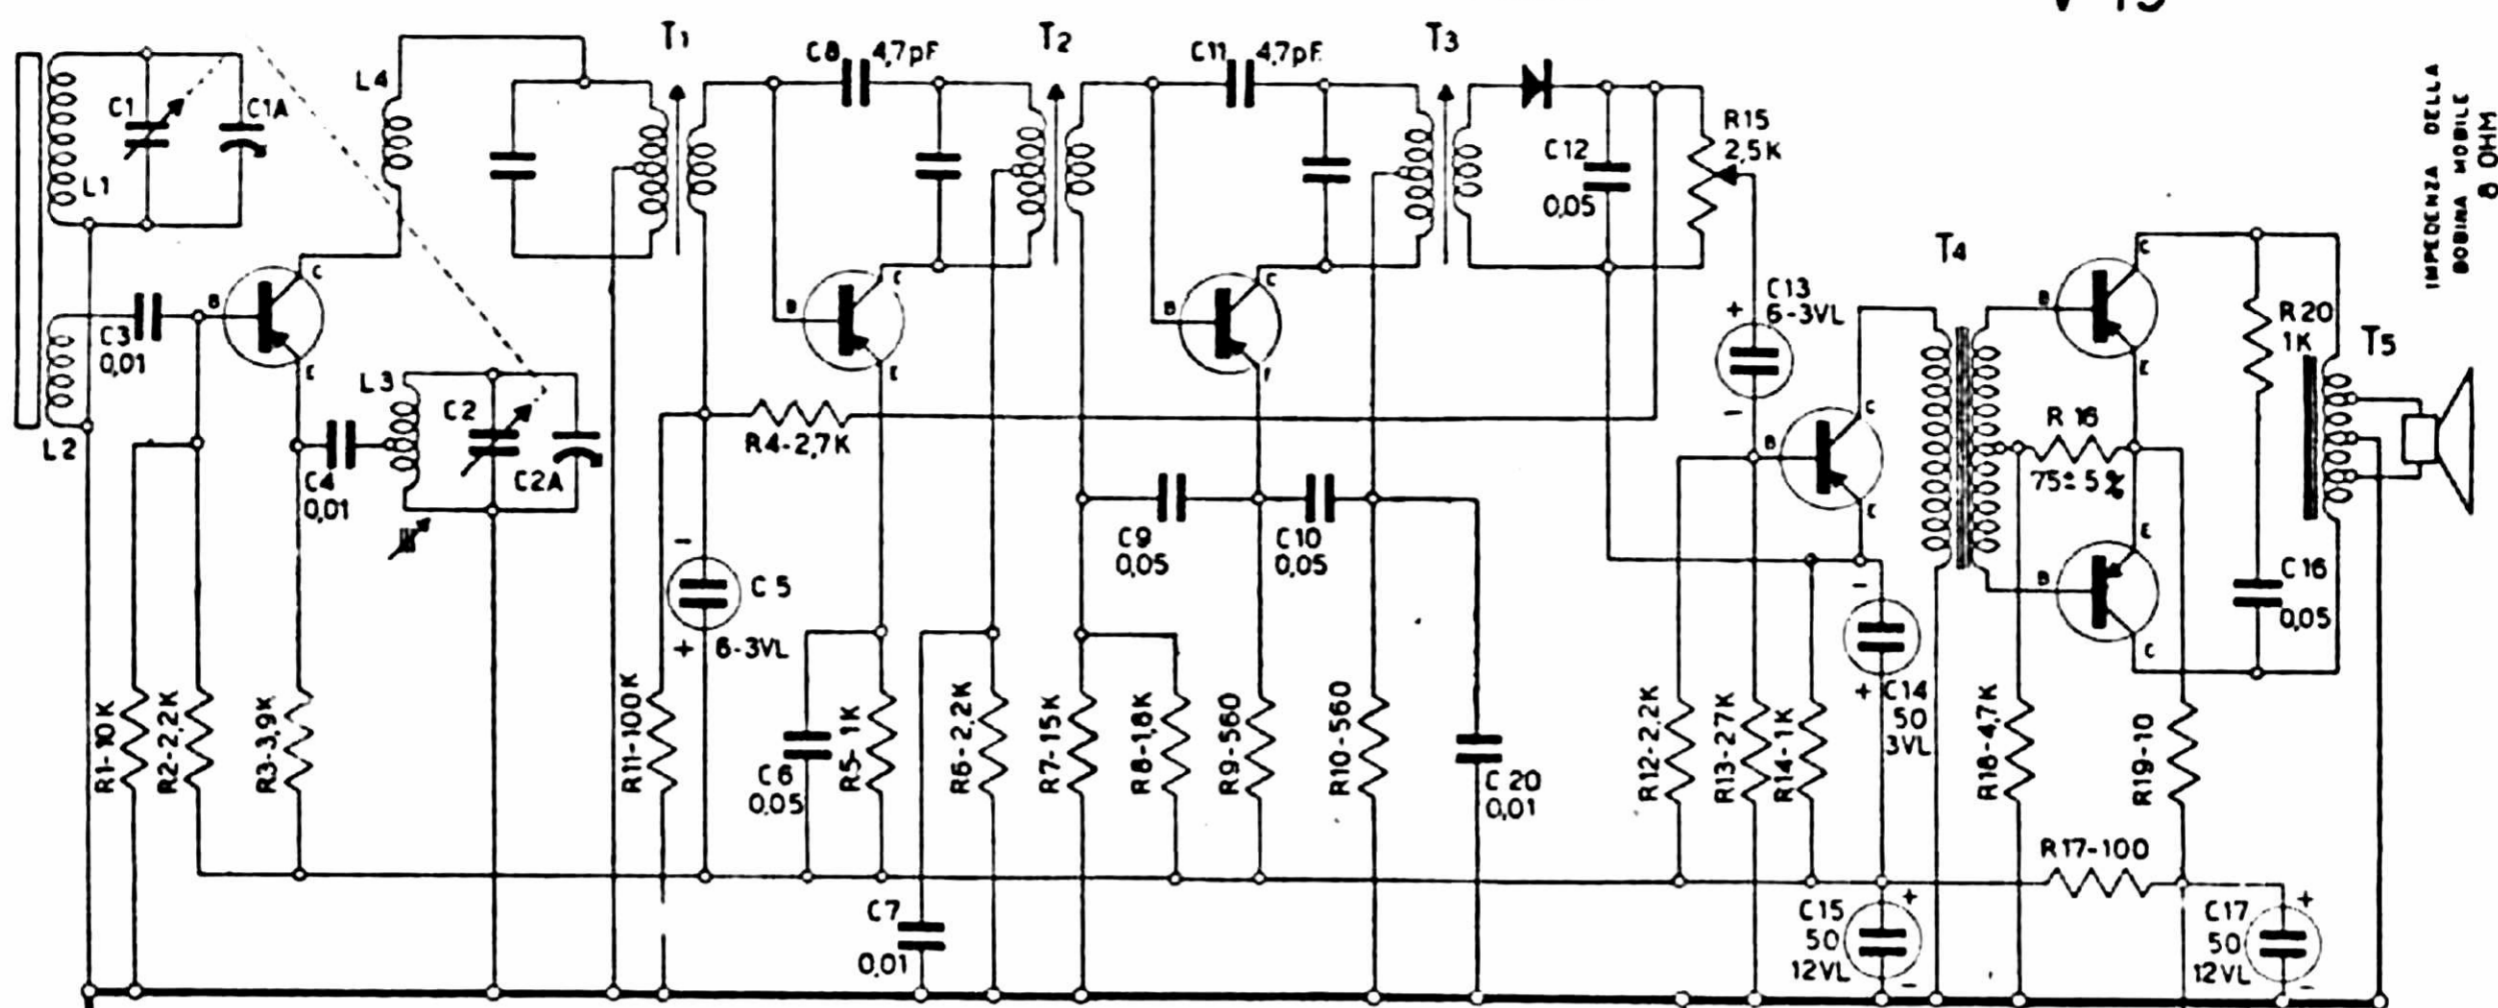 T1
T2
T3
C8 4,7pF
C11 4,7pF
L4
C1
C1A
L1
R15
2,5K
C12
0,05
IMPEDENZA DELLA
BOBINA MOBILE
8 OHM
T4
C
B
C3
0,01
E
L2
L3
C2
C2A
C4
0,01
C
B
E
R4-2,7K
C
B
C13
+ 6-3VL
-
C
B
E
C
B
E
R20
1K
T5
R 16
75±5%
E
B
C
C16
0,05
-
C5
+ 6-3VL
C9
0,05
C10
0,05
-
+ C14
50
3VL
R1-10K
R2-2,2K
R3-3,9K
R11-100K
C6
0,05
R5-1K
R6-2,2K
R7-15K
R8-1,8K
R9-560
R10-560
C20
0,01
R12-2,2K
R13-27K
R14-1K
R18-4,7K
R19-10
R17-100
C7
0,01
C15 +
50
12VL -
C17 +
50
12VL -